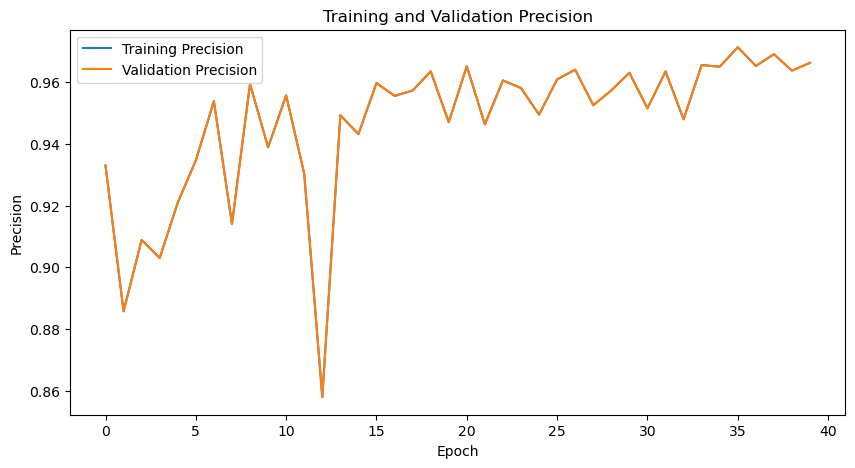 Training and Validation Precision
Training Precision
Validation Precision
0.96
0.94
0.92
0.90
0.88
0.86
Precision
0 5 10 15 20 25 30 35 40
Epoch